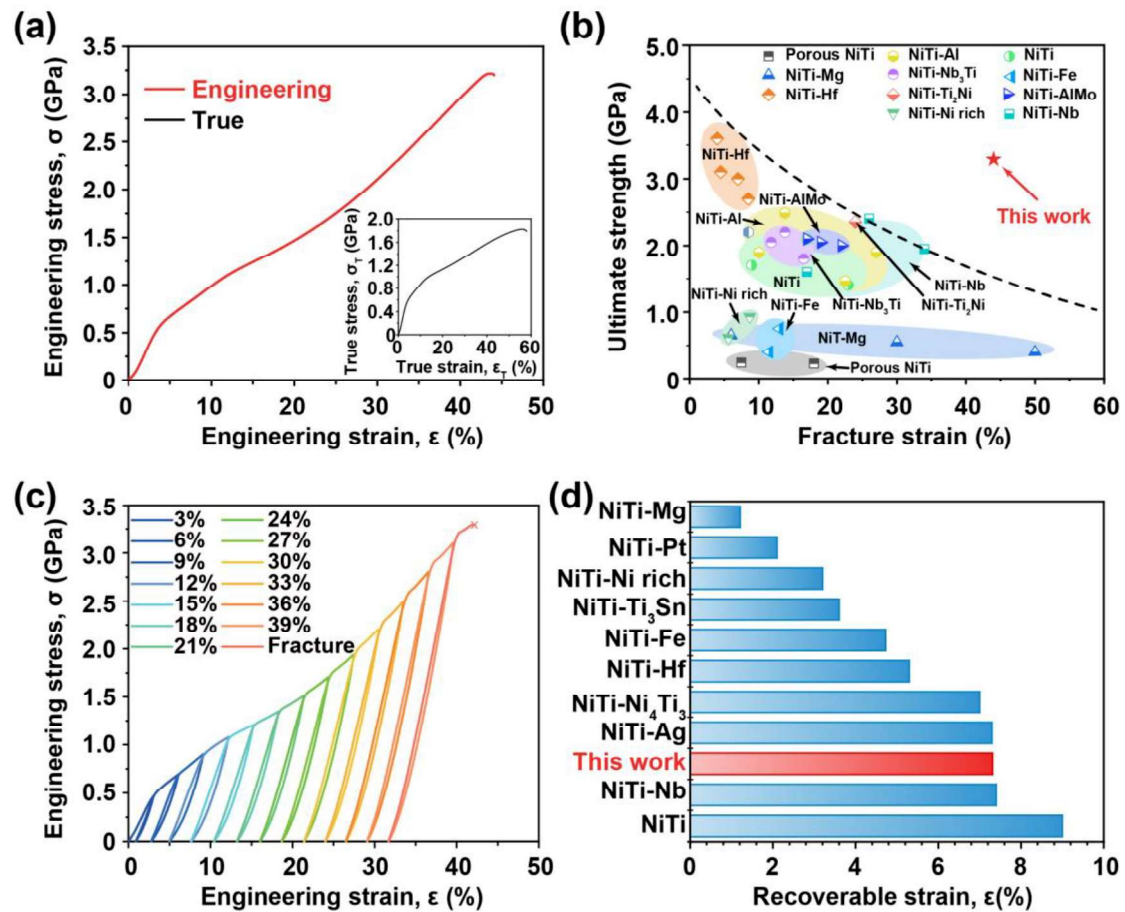 (a)
3.5
3.0
2.5
2.0
1.5
1.0
0.5
0.0
Engineering stress, σ (GPa)
Engineering
True
True stress, σT (GPa)
2.0
1.6
1.2
0.8
0.4
0
0 20 40 60 80
True strain, εT (%)
0 10 20 30 40 50
Engineering strain, ε (%)
(b)
5.0
4.0
3.0
2.0
1.0
0
Ultimate strength (GPa)
Porous NiTi
NiTi-Mg
NiTi-Hf
NiTi-Al
NiTi-Nb3Ti
NiTi-Ti2Ni
NiTi-Ni rich
NiTi
NiTi-Fe
NiTi-AlMo
NiTi-Nb
NiTi-Hf
NiTi-AlMo
NiTi-Al
This work
NiTi
NiTi-Nb
NiTi-Ni rich
NiTi-Fe
NiTi-Nb3Ti
NiTi-Ti2Ni
NiT-Mg
Porous NiTi
0 10 20 30 40 50 60
Fracture strain (%)
(c)
3.5
3.0
2.5
2.0
1.5
1.0
0.5
0
Engineering stress, σ (GPa)
3% 24%
6% 27%
9% 30%
12% 33%
15% 36%
18% 39%
21% Fracture
0 10 20 30 40 50
Engineering strain, ε (%)
(d)
NiTi-Mg
NiTi-Pt
NiTi-Ni rich
NiTi-Ti3Sn
NiTi-Fe
NiTi-Hf
NiTi-Ni4Ti3
NiTi-Ag
This work
NiTi-Nb
NiTi
0 2 4 6 8 10
Recoverable strain, ε(%)